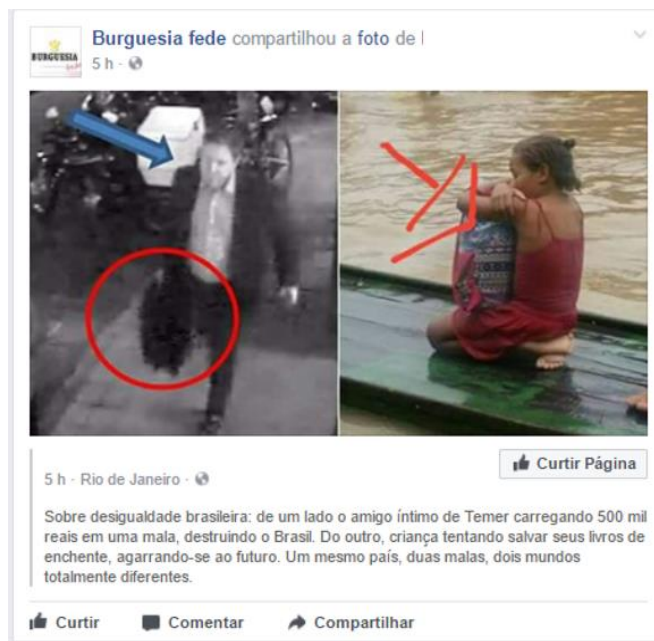 BURGUESIA
fede
Burguesia fede compartilhou a foto de
5 h ·
Curtir Página
5 h · Rio de Janeiro ·
Sobre desigualdade brasileira: de um lado o amigo íntimo de Temer carregando 500 mil
reais em uma mala, destruindo o Brasil. Do outro, criança tentando salvar seus livros de
enchente, agarrando-se ao futuro. Um mesmo país, duas malas, dois mundos
totalmente diferentes.
Curtir Comentar Compartilhar